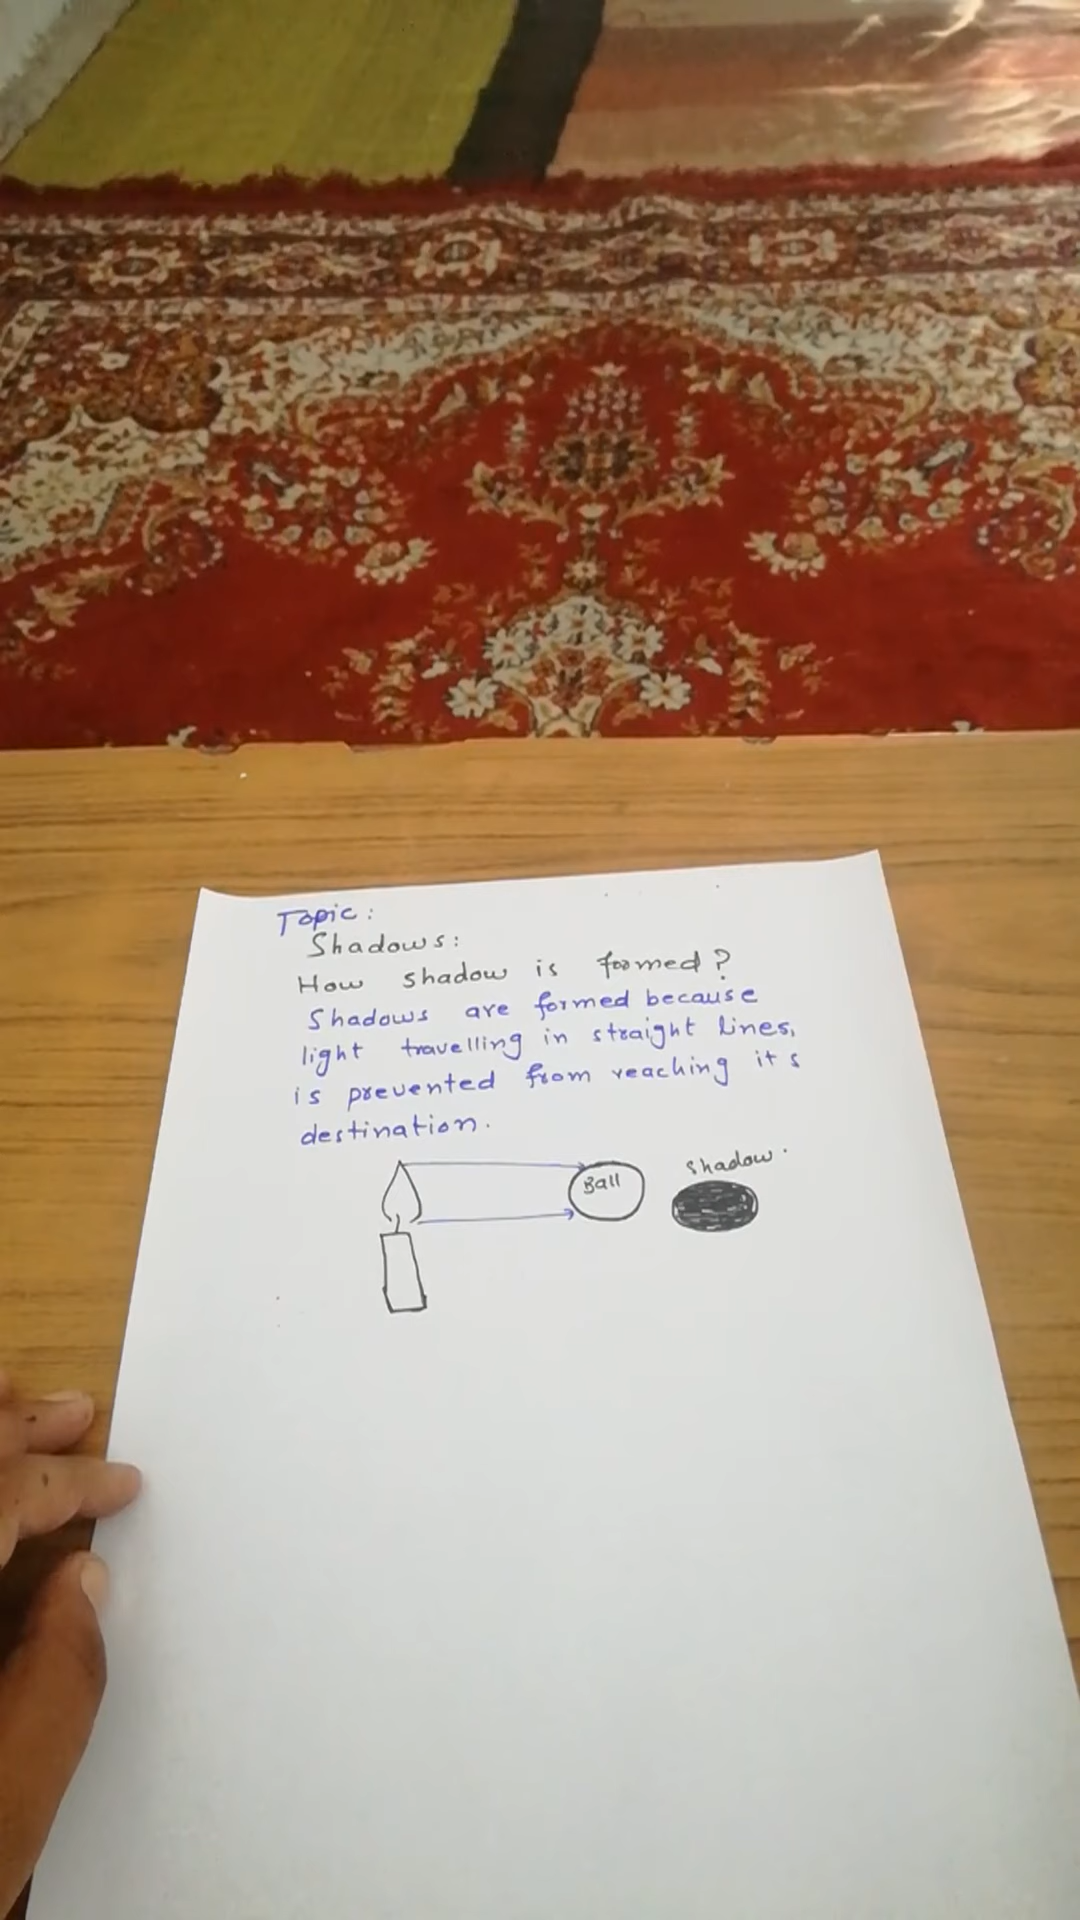 Topic:
Shadows:
How shadow is formed?
Shadows are formed because
light travelling in straight lines,
is prevented from reaching it s
destination.
Shadow.
Ball